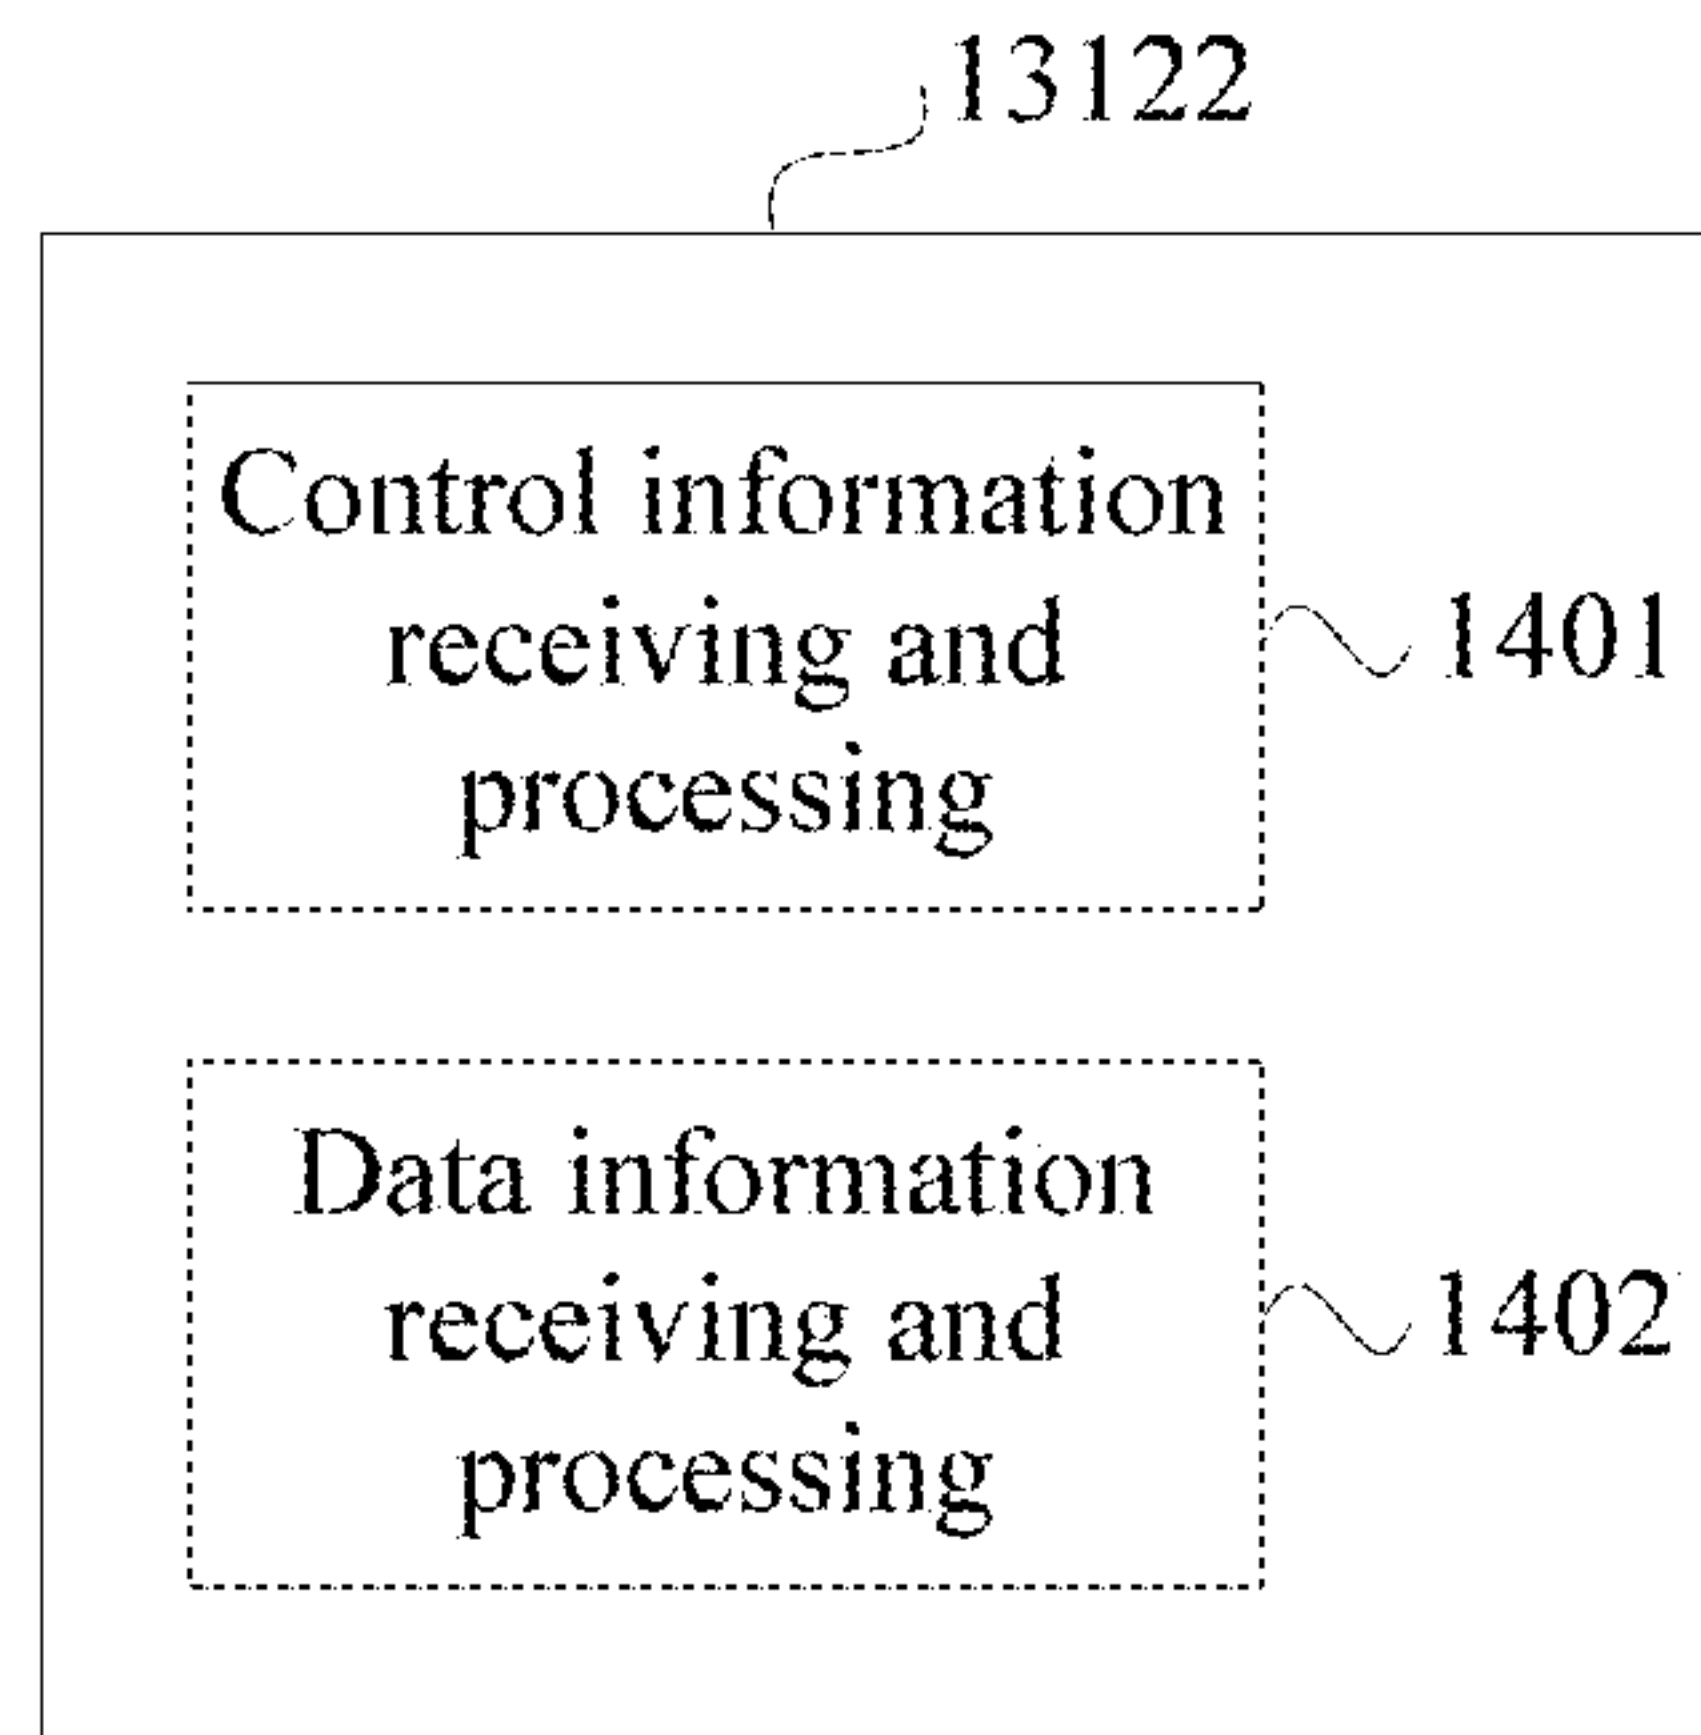 13122
Control information
receiving and
processing
1401
Data information
receiving and
processing
1402